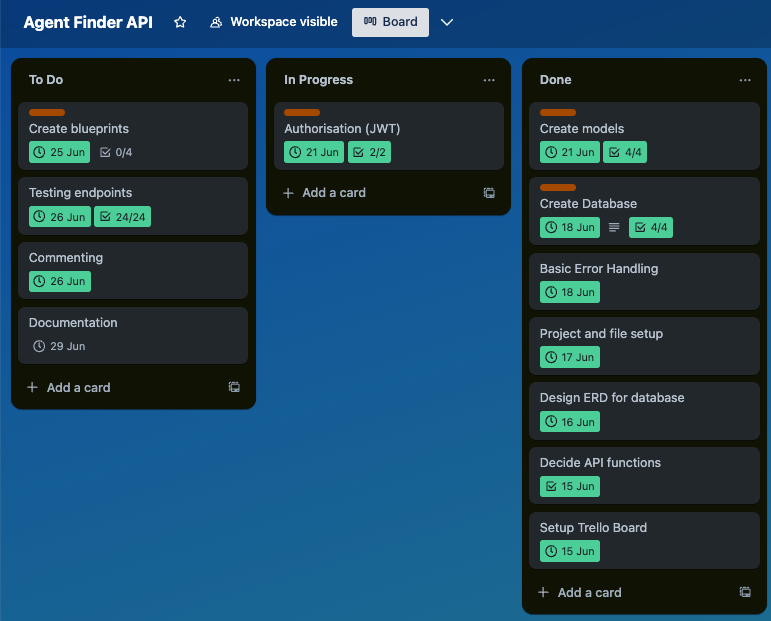 Agent Finder API
Workspace visible
Board
To Do
Create blueprints
25 Jun
0/4
Testing endpoints
26 Jun
24/24
Commenting
26 Jun
Documentation
29 Jun
Add a card
In Progress
Authorisation (JWT)
21 Jun
2/2
Add a card
Done
Create models
21 Jun
4/4
Create Database
18 Jun
4/4
Basic Error Handling
18 Jun
Project and file setup
17 Jun
Design ERD for database
16 Jun
Decide API functions
15 Jun
Setup Trello Board
15 Jun
Add a card